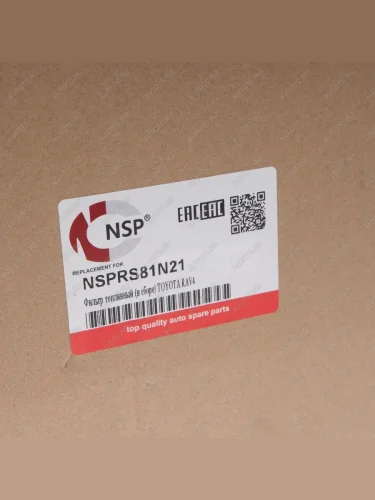 NSP®
EAC EAC
REPLACEMENT FOR
NSPRS81N21
Фильтр топливный (в сборе) TOYOTA RAV4
top quality auto spare parts